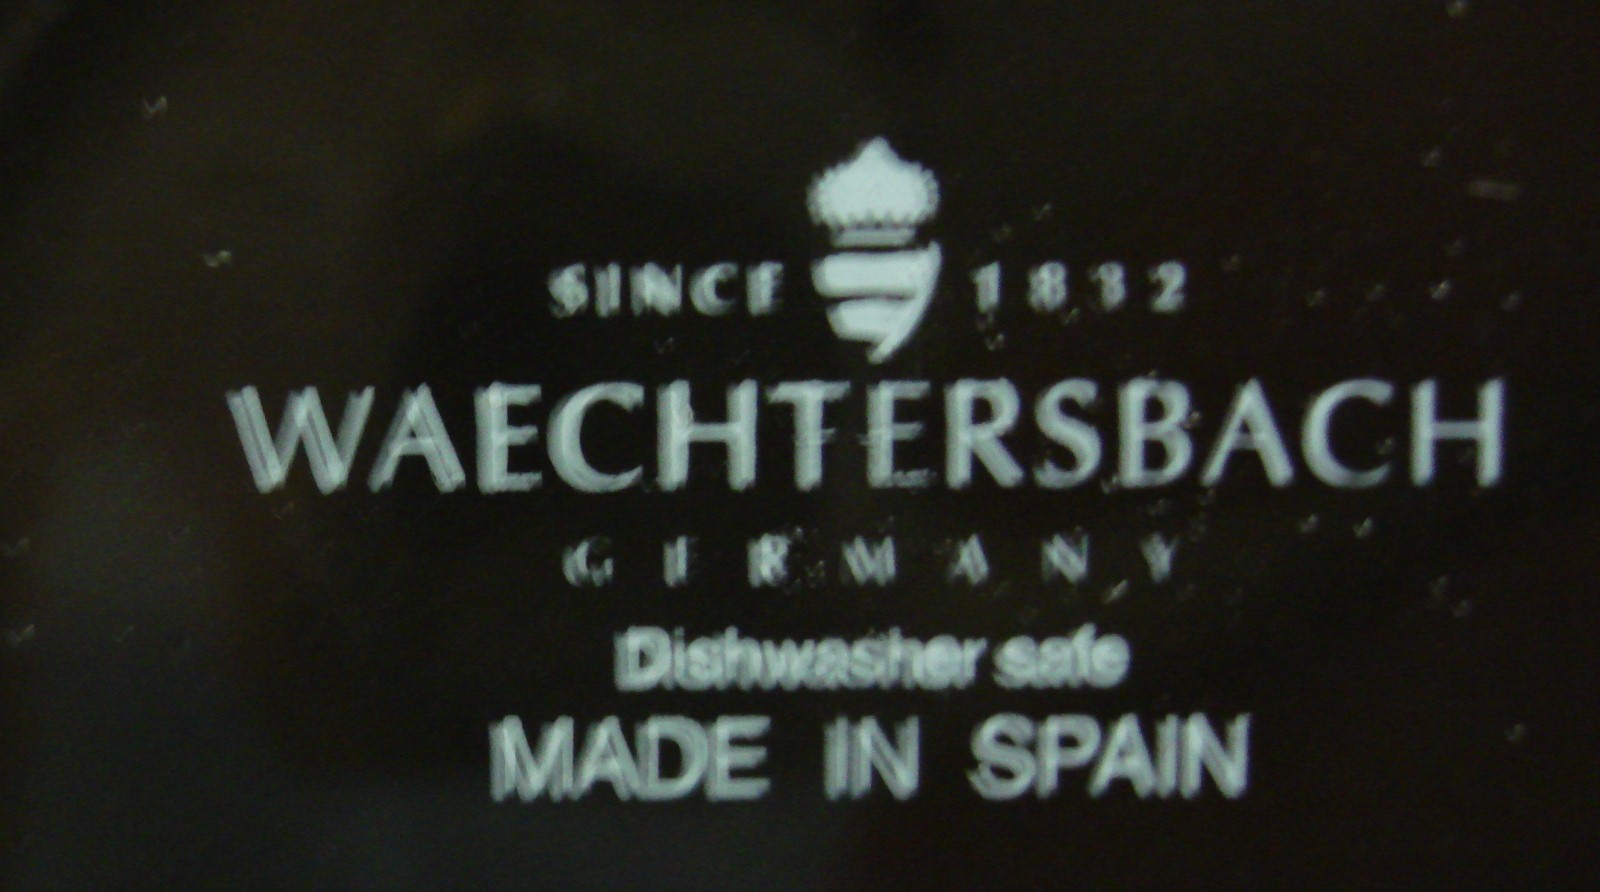 SINCE 1832
WAECHTERSBACH
GERMANY
Dishwasher safe
MADE IN SPAIN